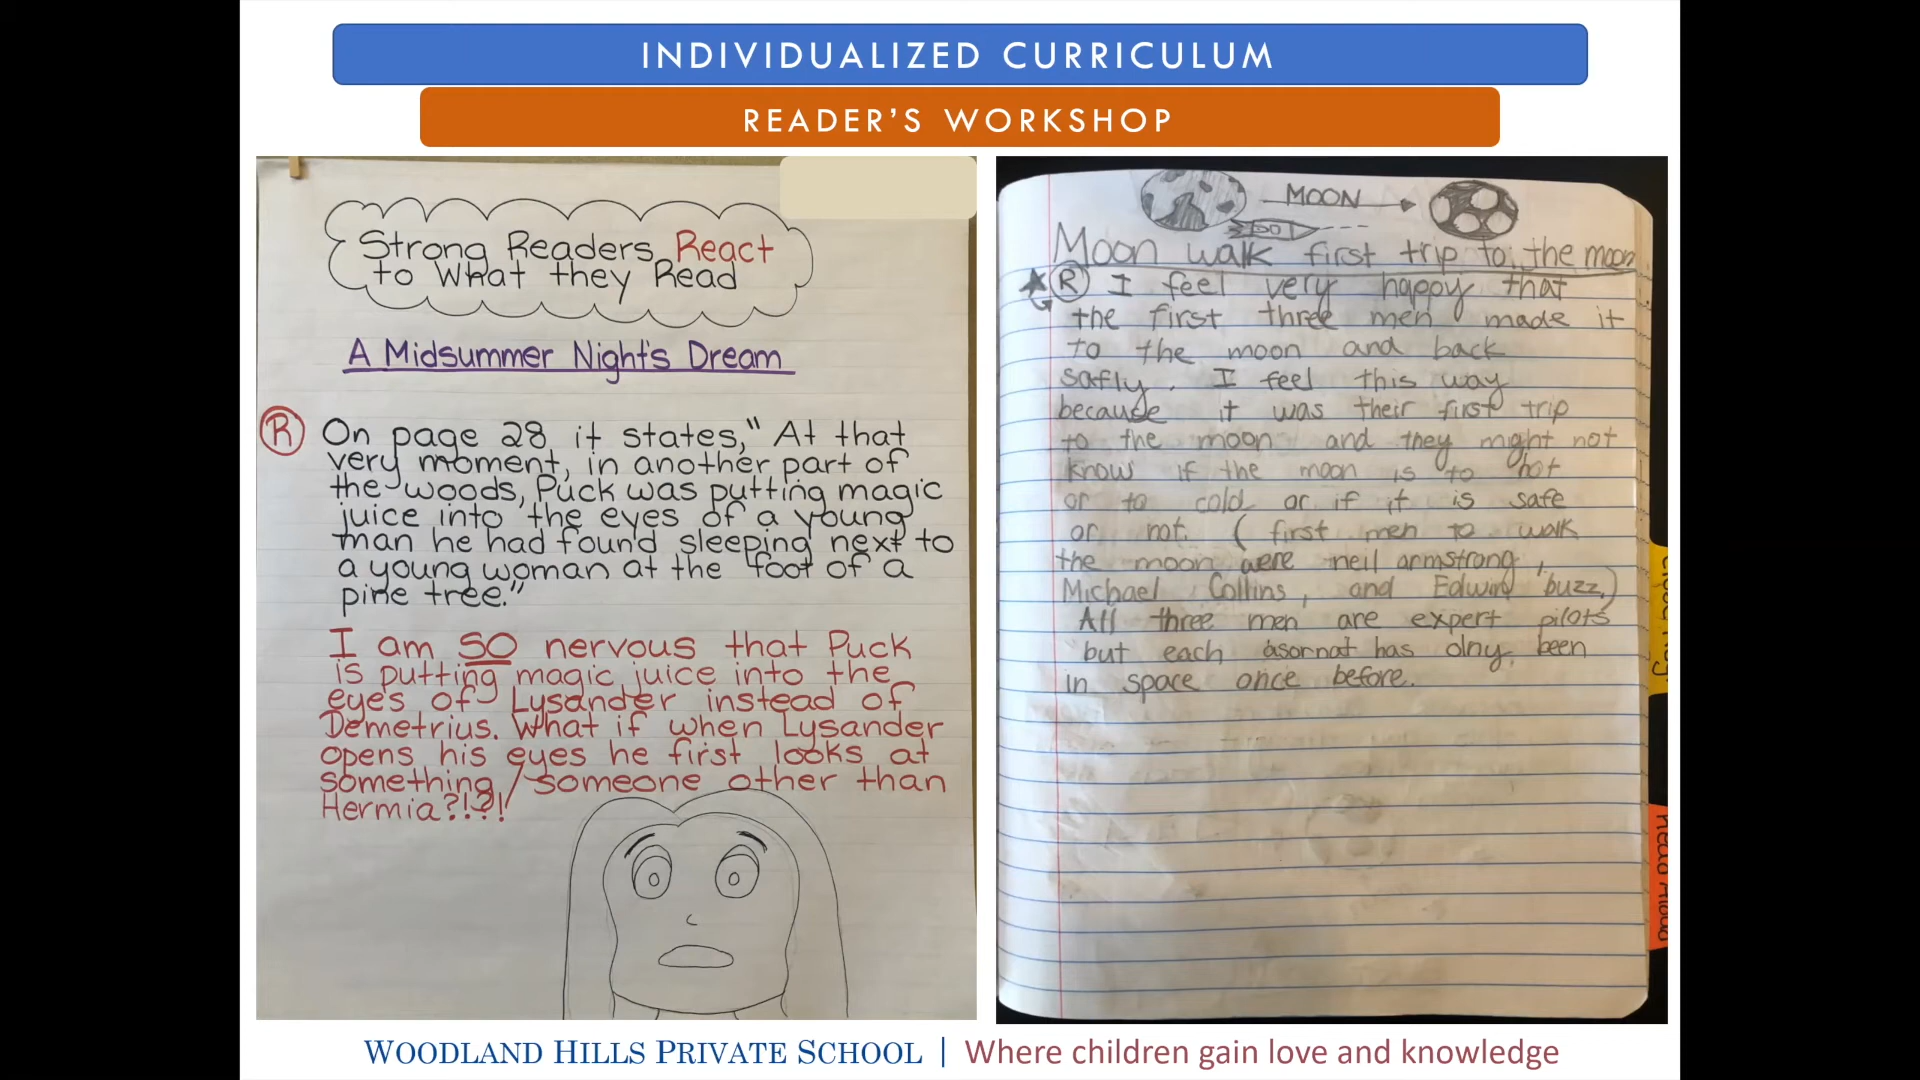 INDIVIDUALIZED CURRICULUM
READER'S WORKSHOP
Strong Readers React
to What they Read
A Midsummer Night's Dream
R On page 28 it states, "At that
very moment, in another part of
the woods, Puck was putting magic
juice into the eyes of a young
man he had found sleeping next to
a young woman at the foot of a
pine tree."
I am SO nervous that Puck
is putting magic juice into the
eyes of Lysander instead of
Demetrius. What if when Lysander
opens his eyes he first looks at
something/someone other than
Hermia?!?!
MOON
Moon walk first trip to the moon
R I feel very happy that
the first three men made it
to the moon and back
safly. I feel this way
because it was their first trip
to the moon and they might not
know if the moon is to hot
or to cold or if it is safe
or not. (first men to walk
the moon were neil armstrong,
Michael Collins, and Edwin buzz,)
All three men are expert pilots
but each asornat has olny been
in space once before.
Read Aloud
WOODLAND HILLS PRIVATE SCHOOL | Where children gain love and knowledge